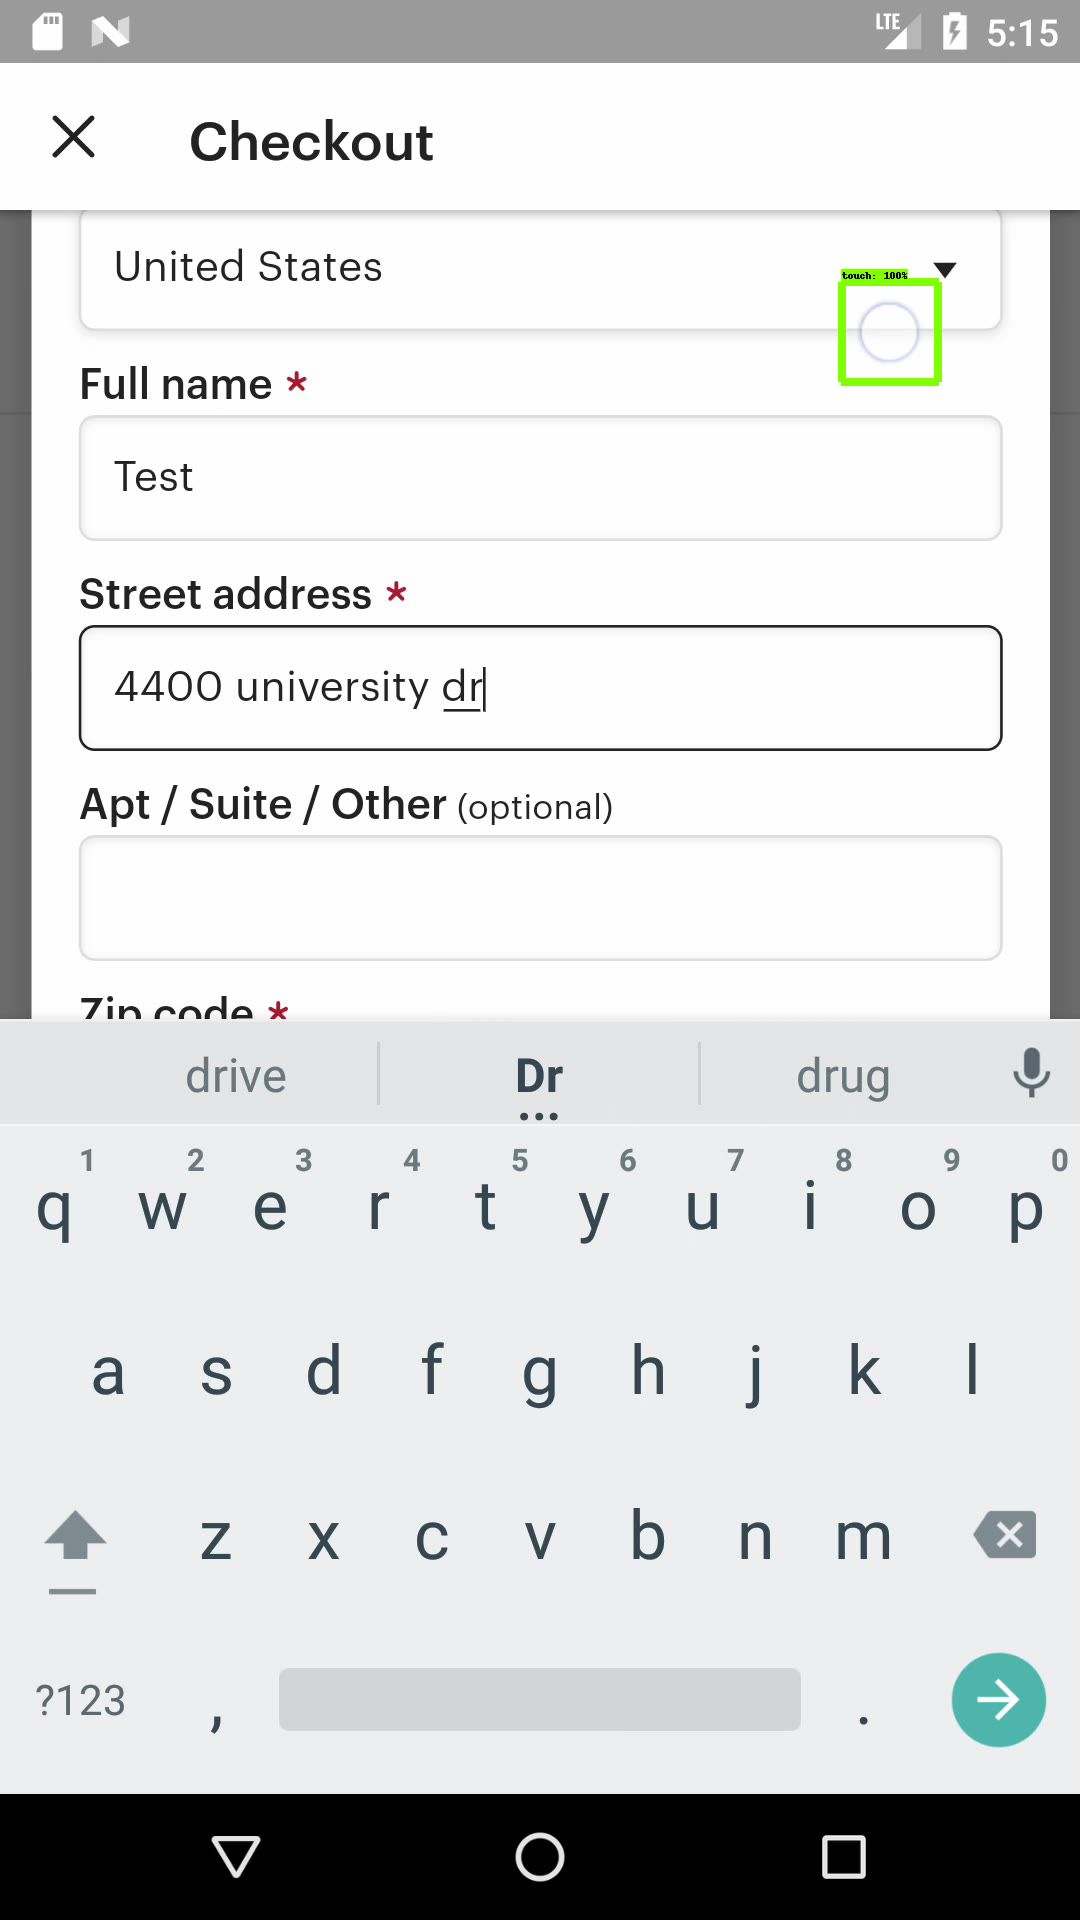 LTE 5:15
Checkout
United States
touch: 100%
Full name *
Test
Street address *
4400 university dr
Apt / Suite / Other (optional)
Zip code *
drive Dr drug
1 2 3 4 5 6 7 8 9 0
q w e r t y u i o p
a s d f g h j k l
z x c v b n m
?123 , .